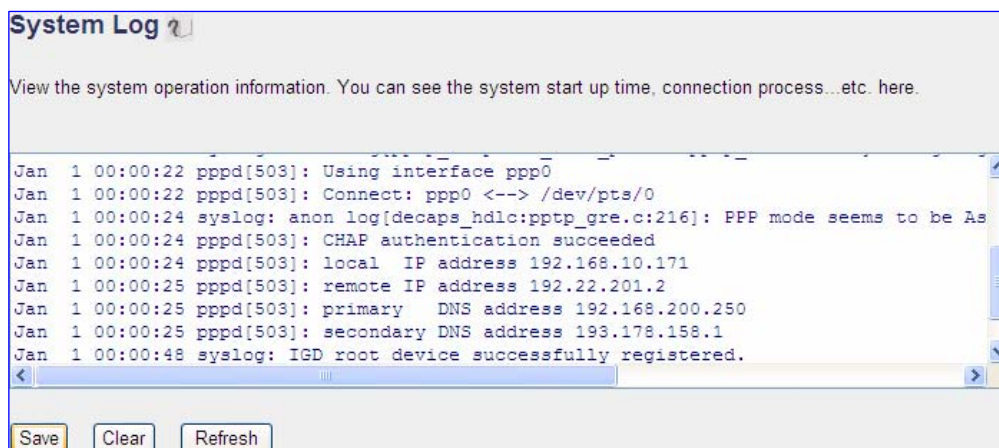 System Log
View the system operation information. You can see the system start up time, connection process...etc. here.
Jan  1 00:00:22 pppd[503]: Using interface ppp0
Jan  1 00:00:22 pppd[503]: Connect: ppp0 <--> /dev/pts/0
Jan  1 00:00:24 syslog: anon log[decaps_hdlc:pptp_gre.c:216]: PPP mode seems to be As
Jan  1 00:00:24 pppd[503]: CHAP authentication succeeded
Jan  1 00:00:24 pppd[503]: local  IP address 192.168.10.171
Jan  1 00:00:25 pppd[503]: remote IP address 192.22.201.2
Jan  1 00:00:25 pppd[503]: primary   DNS address 192.168.200.250
Jan  1 00:00:25 pppd[503]: secondary DNS address 193.178.158.1
Jan  1 00:00:48 syslog: IGD root device successfully registered.
Save Clear Refresh